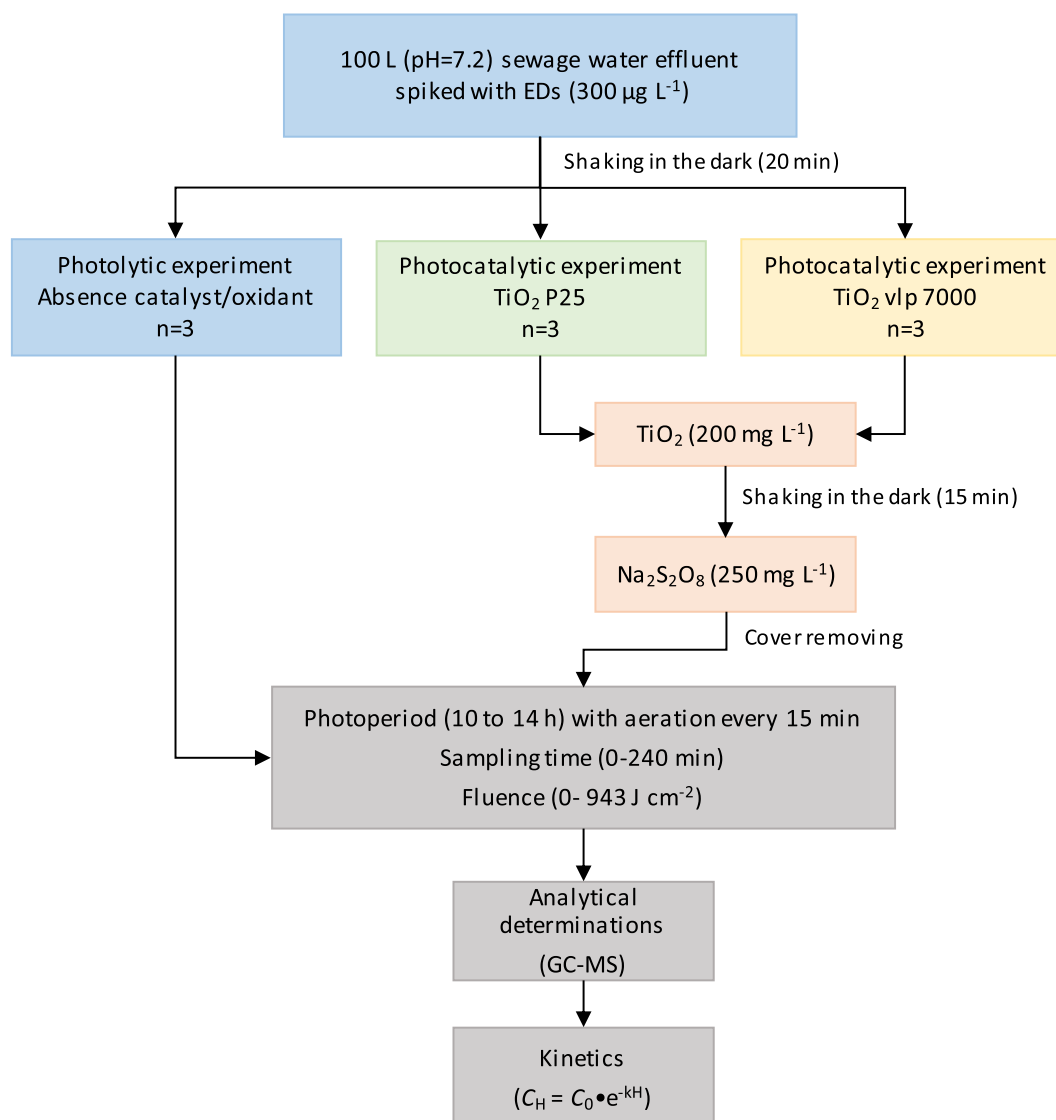 100 L (pH=7.2) sewage water effluent
spiked with EDs (300 µg L⁻¹)
Shaking in the dark (20 min)
Photolytic experiment
Absence catalyst/oxidant
n=3
Photocatalytic experiment
TiO₂ P25
n=3
Photocatalytic experiment
TiO₂ vlp 7000
n=3
TiO₂ (200 mg L⁻¹)
Shaking in the dark (15 min)
Na₂S₂O₈ (250 mg L⁻¹)
Cover removing
Photoperiod (10 to 14 h) with aeration every 15 min
Sampling time (0-240 min)
Fluence (0- 943 J cm⁻²)
Analytical
determinations
(GC-MS)
Kinetics
(C_H = C₀•e⁻ᵏᴴ)